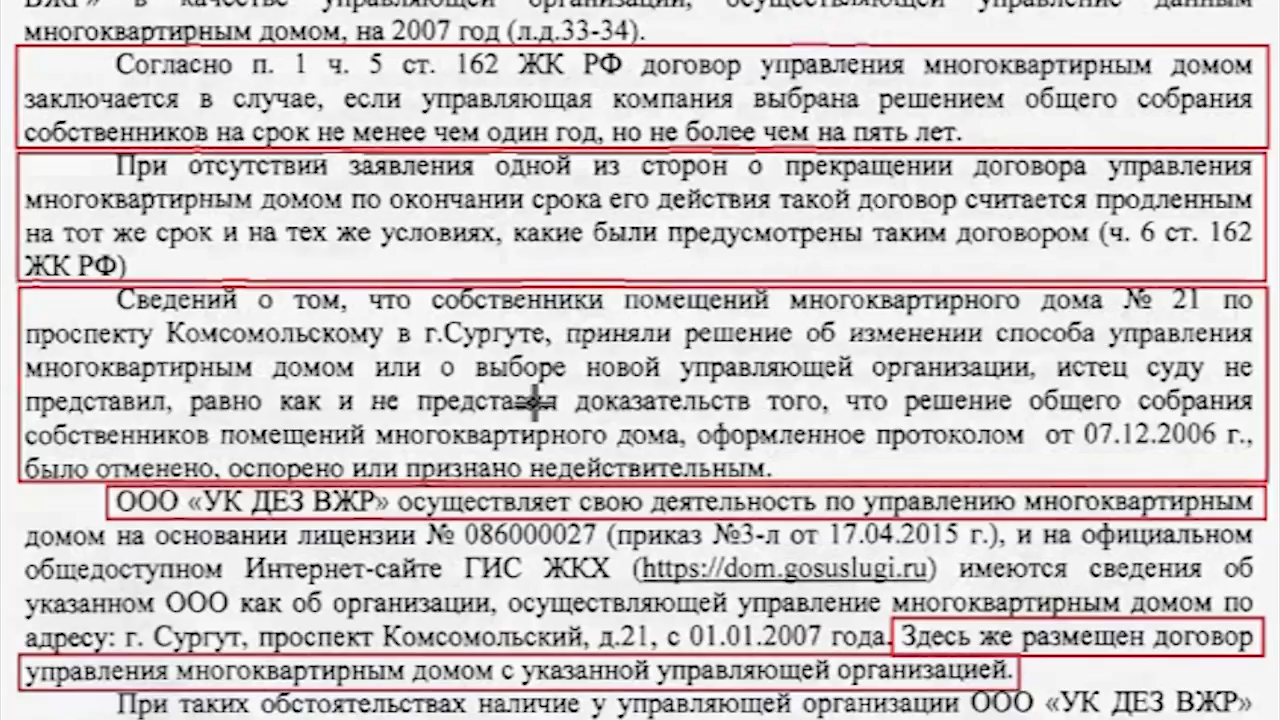 ВЖР» в качестве управляющей организации, осуществляющей управление данным
многоквартирным домом, на 2007 год (л.д.33-34).
Согласно п. 1 ч. 5 ст. 162 ЖК РФ договор управления многоквартирным домом
заключается в случае, если управляющая компания выбрана решением общего собрания
собственников на срок не менее чем один год, но не более чем на пять лет.
При отсутствии заявления одной из сторон о прекращении договора управления
многоквартирным домом по окончании срока его действия такой договор считается продленным
на тот же срок и на тех же условиях, какие были предусмотрены таким договором (ч. 6 ст. 162
ЖК РФ)
Сведений о том, что собственники помещений многоквартирного дома № 21 по
проспекту Комсомольскому в г.Сургуте, приняли решение об изменении способа управления
многоквартирным домом или о выборе новой управляющей организации, истец суду не
представил, равно как и не представил доказательств того, что решение общего собрания
собственников помещений многоквартирного дома, оформленное протоколом от 07.12.2006 г.,
было отменено, оспорено или признано недействительным.
ООО «УК ДЕЗ ВЖР» осуществляет свою деятельность по управлению многоквартирным
домом на основании лицензии № 086000027 (приказ №3-л от 17.04.2015 г.), и на официальном
общедоступном Интернет-сайте ГИС ЖКХ (https://dom.gosuslugi.ru) имеются сведения об
указанном ООО как об организации, осуществляющей управление многоквартирным домом по
адресу: г. Сургут, проспект Комсомольский, д.21, с 01.01.2007 года. Здесь же размещен договор
управления многоквартирным домом с указанной управляющей организацией.
При таких обстоятельствах наличие у управляющей организации ООО «УК ДЕЗ ВЖР»